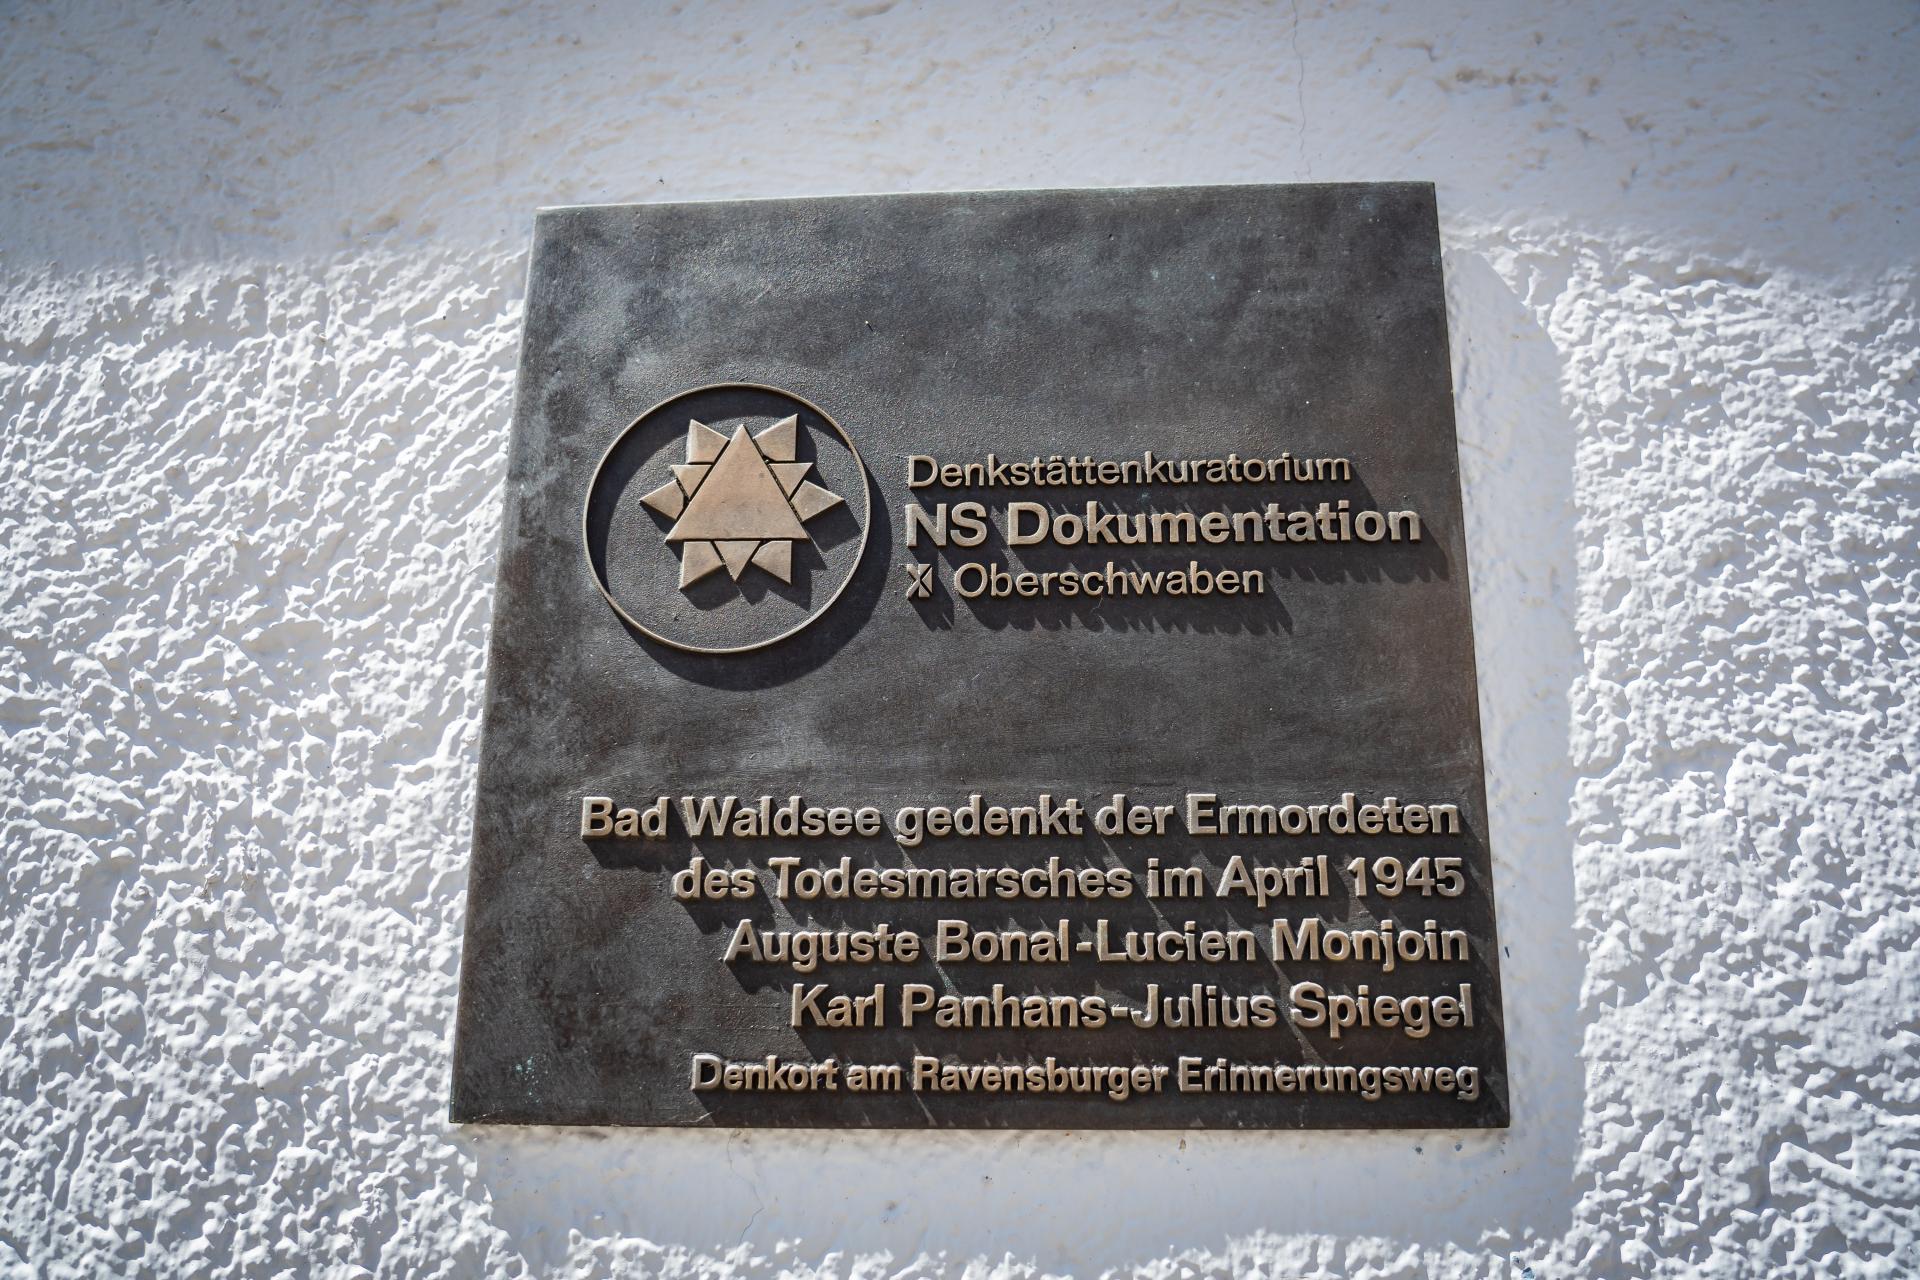 Denkstättenkuratorium
NS Dokumentation
Oberschwaben
Bad Waldsee gedenkt der Ermordeten
des Todesmarsches im April 1945
Auguste Bonal-Lucien Monjoin
Karl Panhans-Julius Spiegel
Denkort am Ravensburger Erinnerungsweg